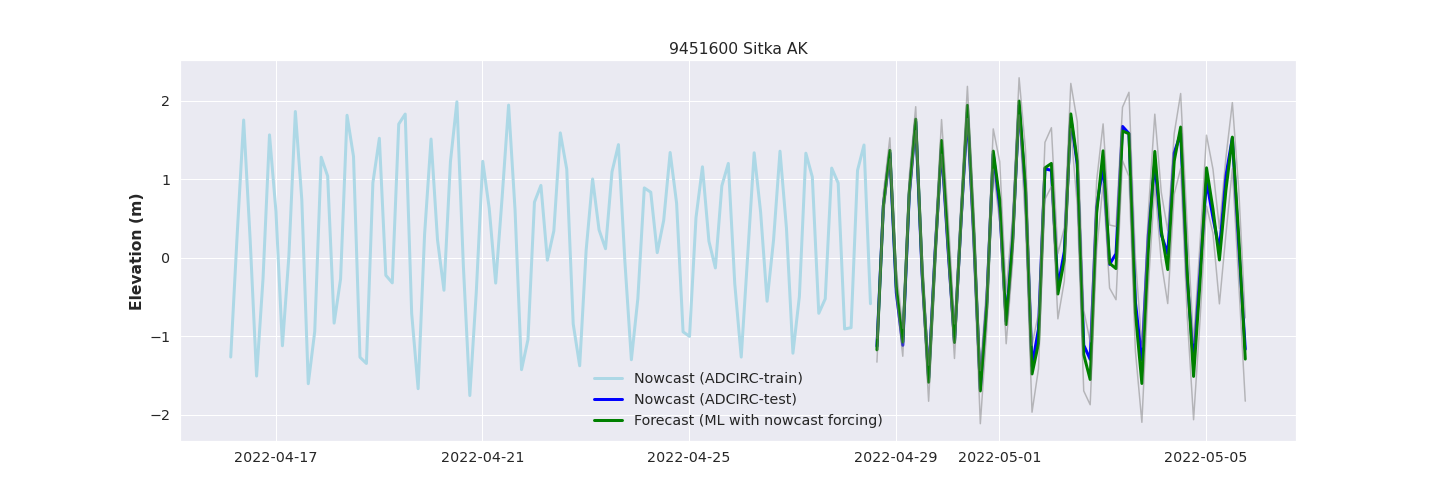 9451600 Sitka AK
Elevation (m)
2
1
0
−1
−2
Nowcast (ADCIRC-train)
Nowcast (ADCIRC-test)
Forecast (ML with nowcast forcing)
2022-04-17
2022-04-21
2022-04-25
2022-04-29
2022-05-01
2022-05-05